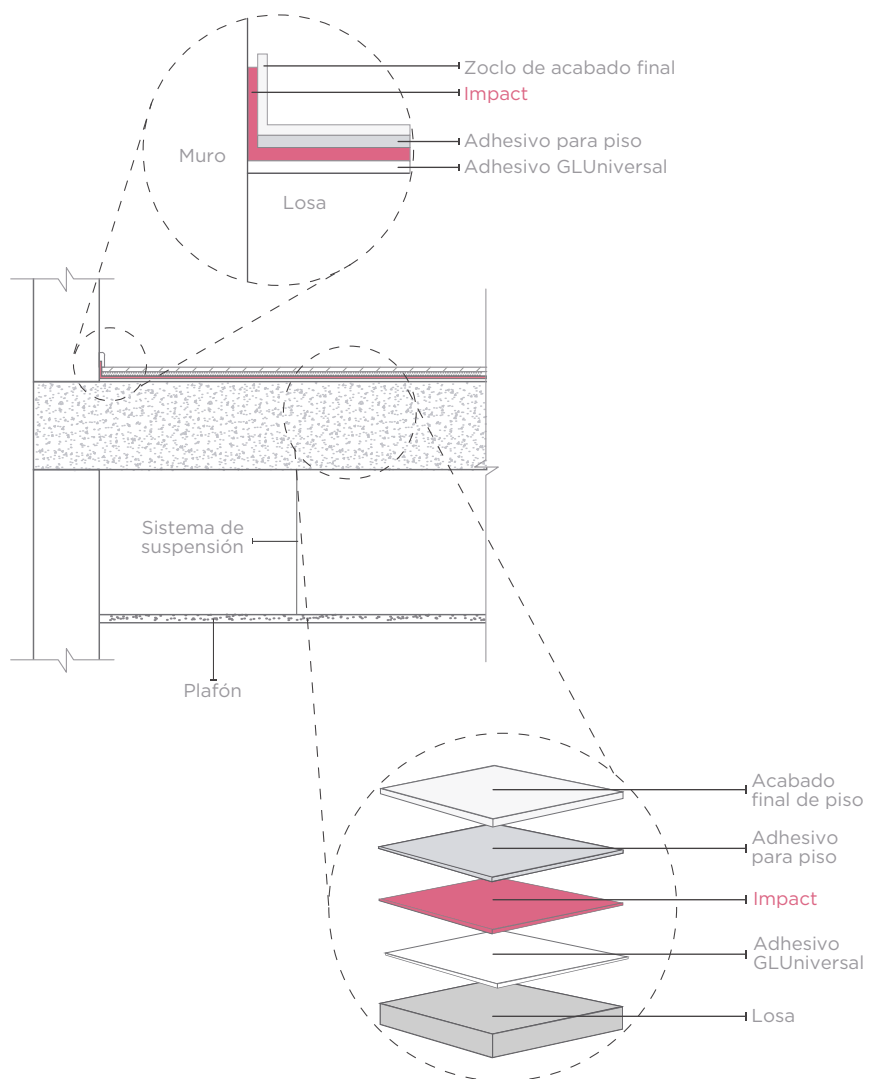 Zoclo de acabado final
Impact
Adhesivo para piso
Adhesivo GLUniversal
Muro
Losa
Sistema de
suspensión
Plafón
Acabado
final de piso
Adhesivo
para piso
Impact
Adhesivo
GLUniversal
Losa